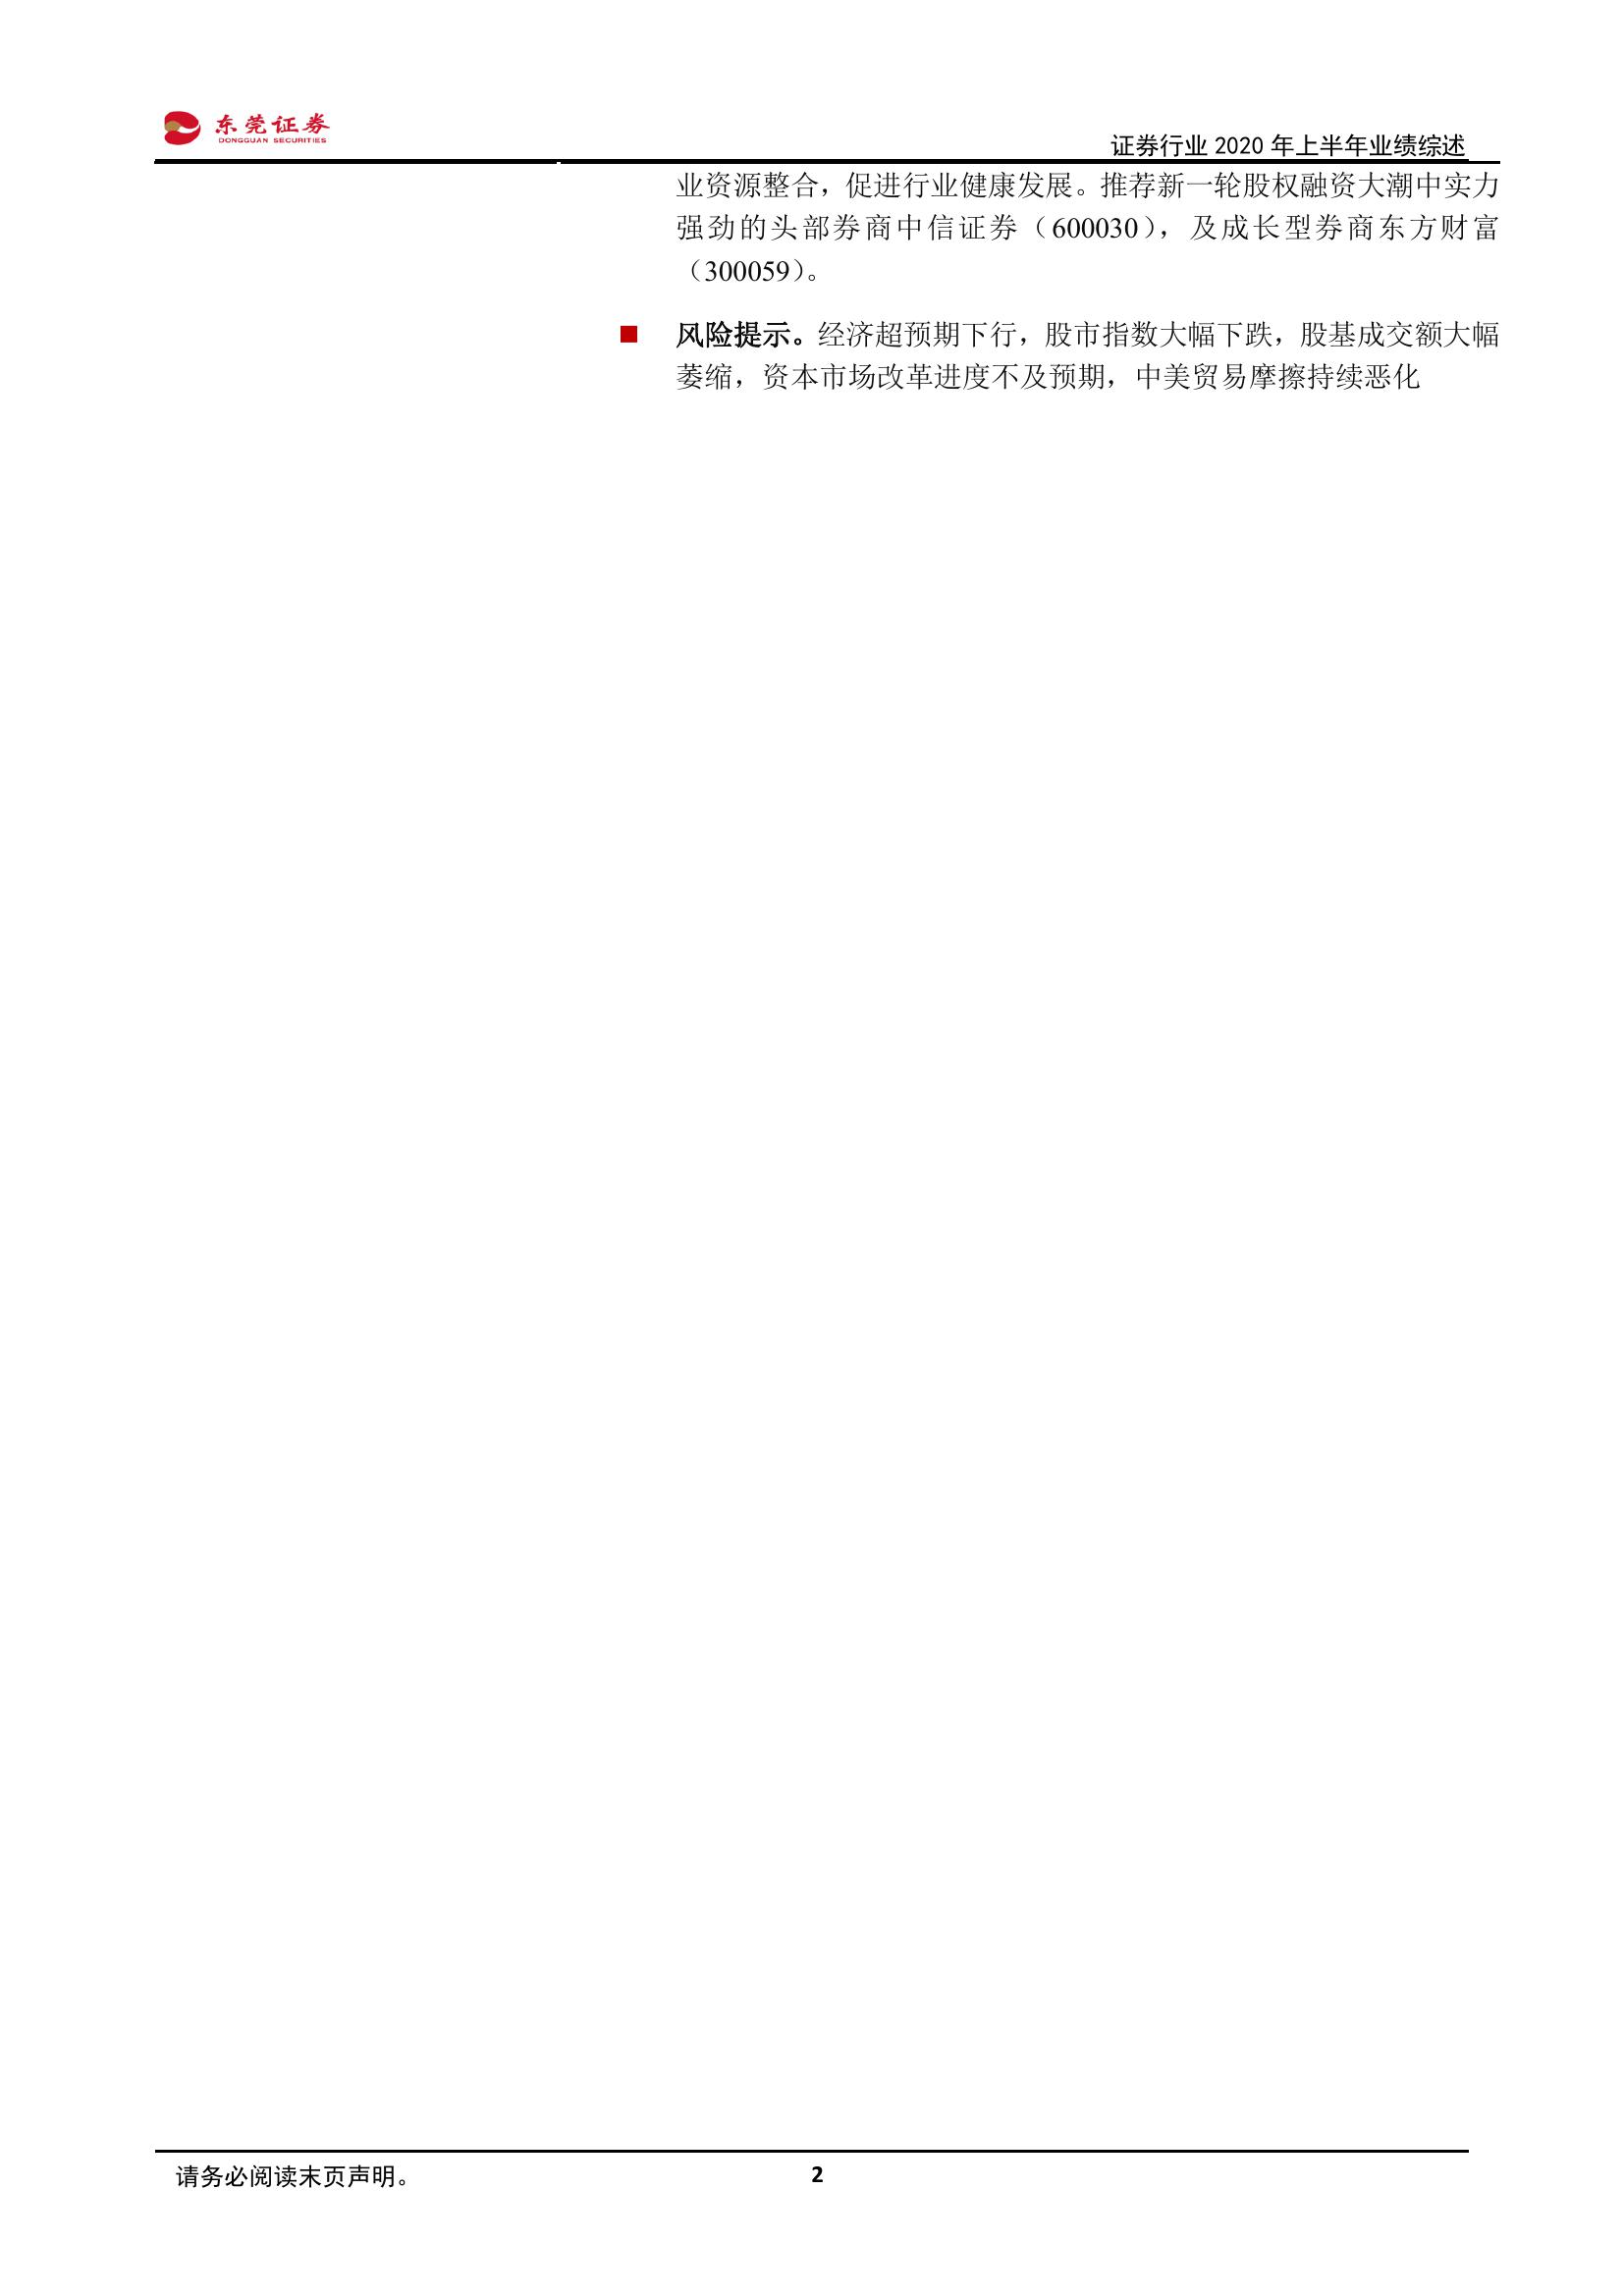 东莞证券
DONGGUAN SECURITIES
证券行业 2020 年上半年业绩综述
业资源整合，促进行业健康发展。推荐新一轮股权融资大潮中实力
强劲的头部券商中信证券（600030），及成长型券商东方财富
（300059）。
■ 风险提示。经济超预期下行，股市指数大幅下跌，股基成交额大幅
萎缩，资本市场改革进度不及预期，中美贸易摩擦持续恶化
请务必阅读末页声明。
2